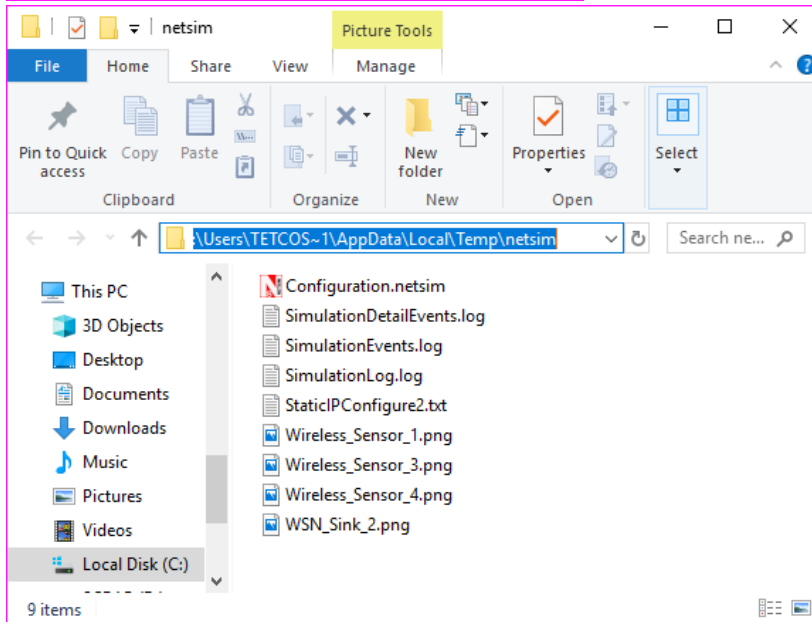 netsim
Picture Tools
File Home Share View Manage
Pin to Quick access
Copy
Paste
New folder
Properties
Select
Clipboard Organize New Open
:\Users\TETCOS~1\AppData\Local\Temp\netsim
Search ne...
This PC
3D Objects
Desktop
Documents
Downloads
Music
Pictures
Videos
Local Disk (C:)
Configuration.netsim
SimulationDetailEvents.log
SimulationEvents.log
SimulationLog.log
StaticIPConfigure2.txt
Wireless_Sensor_1.png
Wireless_Sensor_3.png
Wireless_Sensor_4.png
WSN_Sink_2.png
9 items